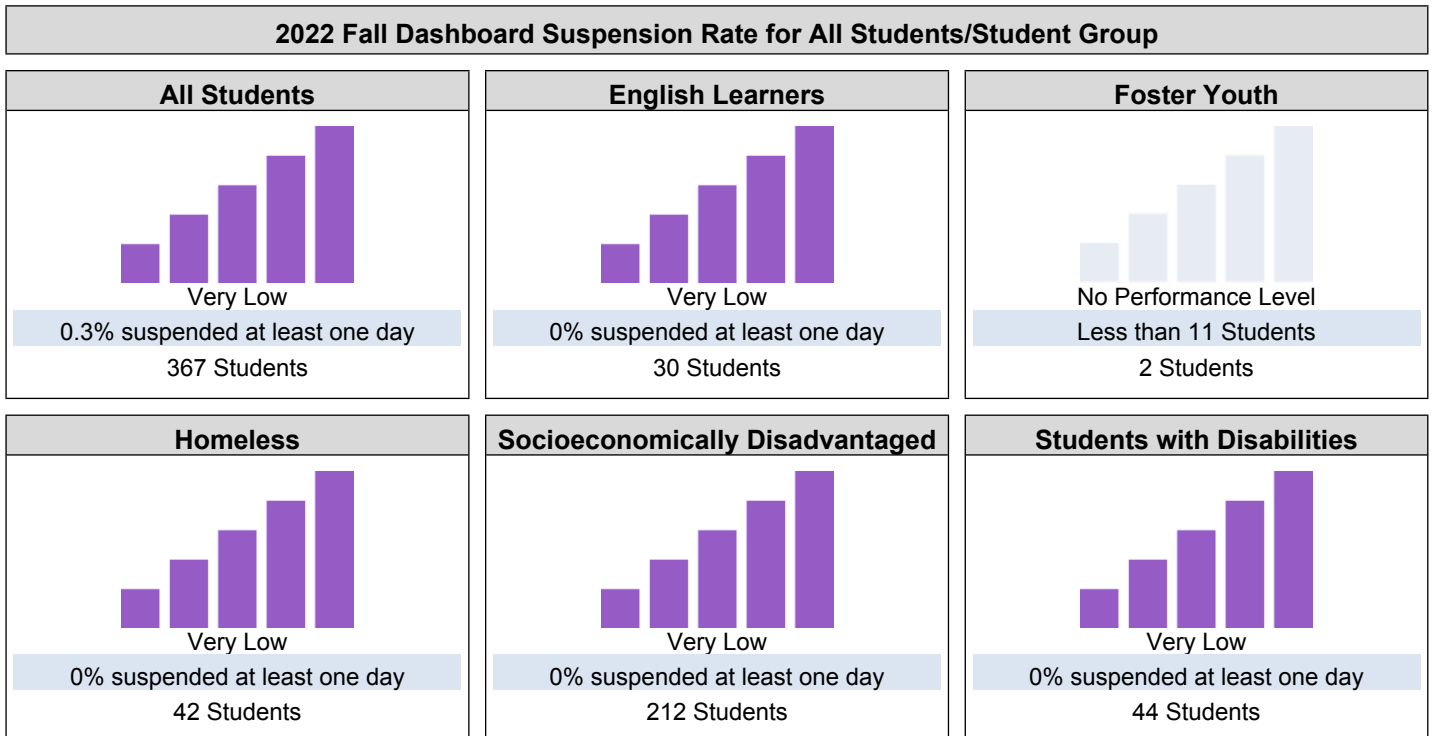 2022 Fall Dashboard Suspension Rate for All Students/Student Group
All Students
Very Low
0.3% suspended at least one day
367 Students
English Learners
Very Low
0% suspended at least one day
30 Students
Foster Youth
No Performance Level
Less than 11 Students
2 Students
Homeless
Very Low
0% suspended at least one day
42 Students
Socioeconomically Disadvantaged
Very Low
0% suspended at least one day
212 Students
Students with Disabilities
Very Low
0% suspended at least one day
44 Students